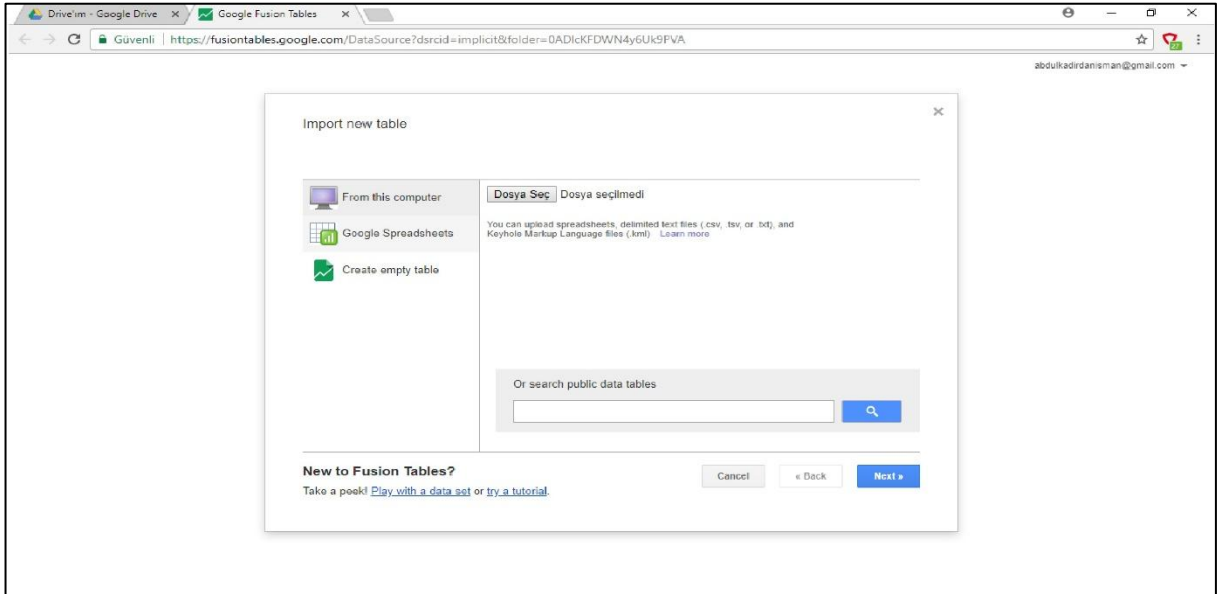 Drive'ım - Google Drive
Google Fusion Tables
Güvenli | https://fusiontables.google.com/DataSource?dsrcid=implicit&folder=0ADlcKFDWN4y6Uk9PVA
27
abdulkadirdanisman@gmail.com
Import new table
From this computer
Dosya Seç Dosya seçilmedi
You can upload spreadsheets, delimited text files (.csv, .tsv, or .txt), and
Keyhole Markup Language files (.kml) Learn more
Google Spreadsheets
Create empty table
Or search public data tables
New to Fusion Tables?
Take a peek! Play with a data set or try a tutorial.
Cancel
« Back
Next »